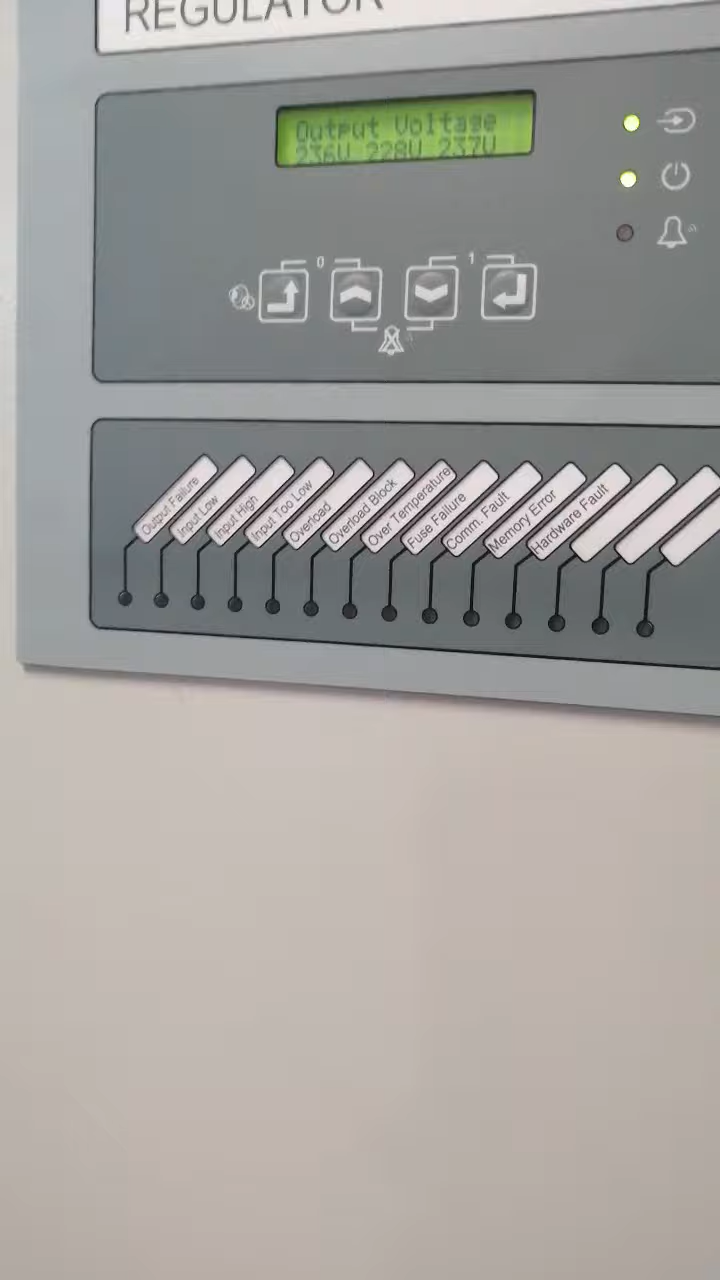 REGULATOR
Output Voltage
236V 228V 237V
0
1
Output Failure
Input Low
Input High
Input Too Low
Overload
Overload Block
Over Temperature
Fuse Failure
Comm. Fault
Memory Error
Hardware Fault